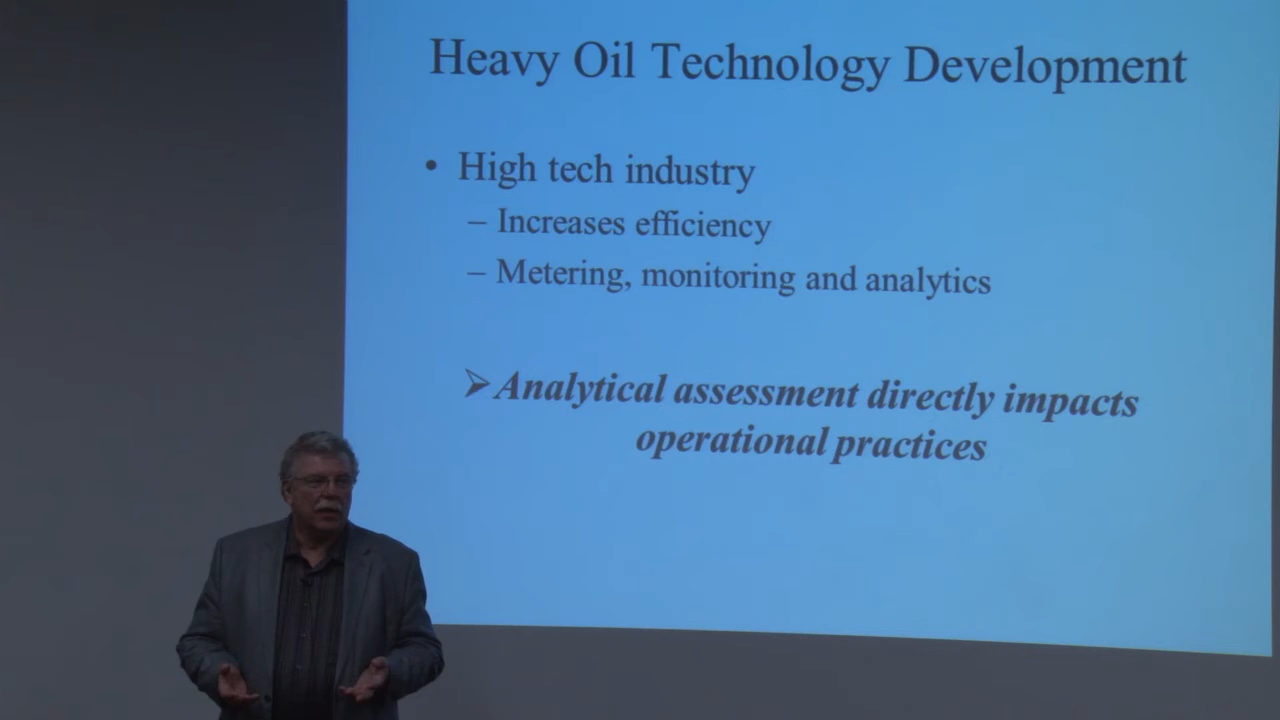 Heavy Oil Technology Development
• High tech industry
– Increases efficiency
– Metering, monitoring and analytics
➢ Analytical assessment directly impacts
operational practices